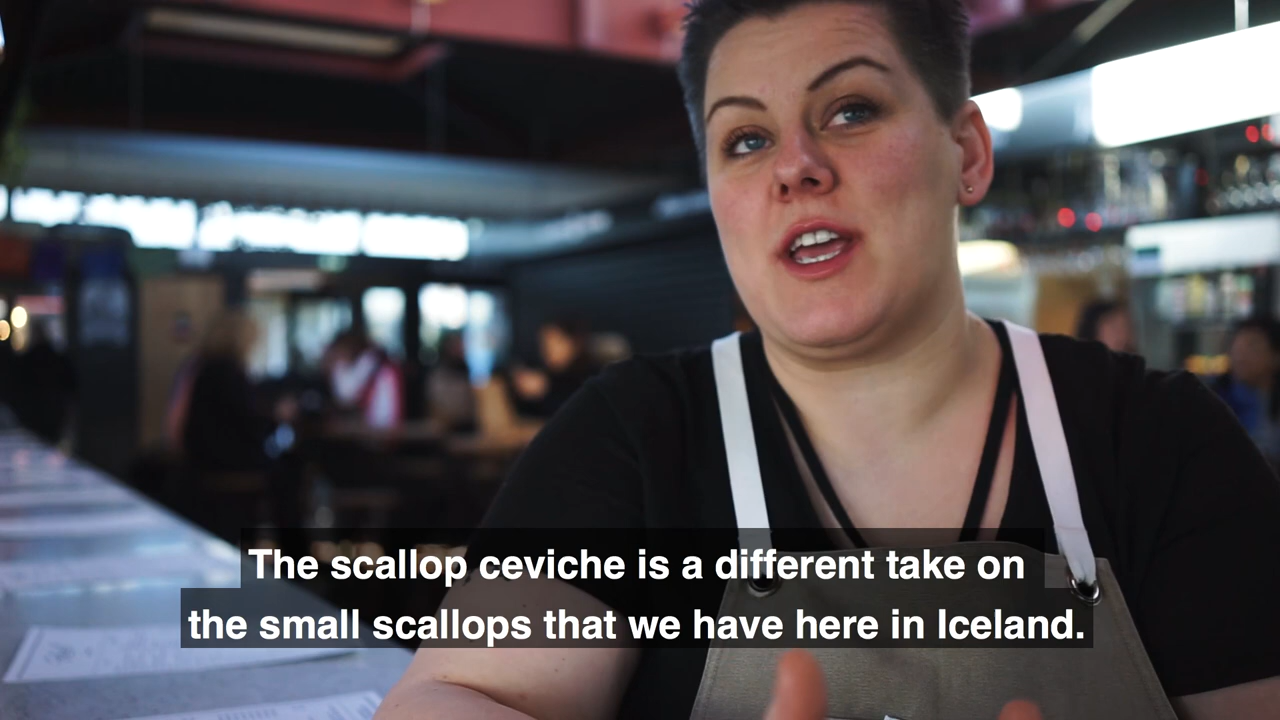 The scallop ceviche is a different take on
the small scallops that we have here in Iceland.